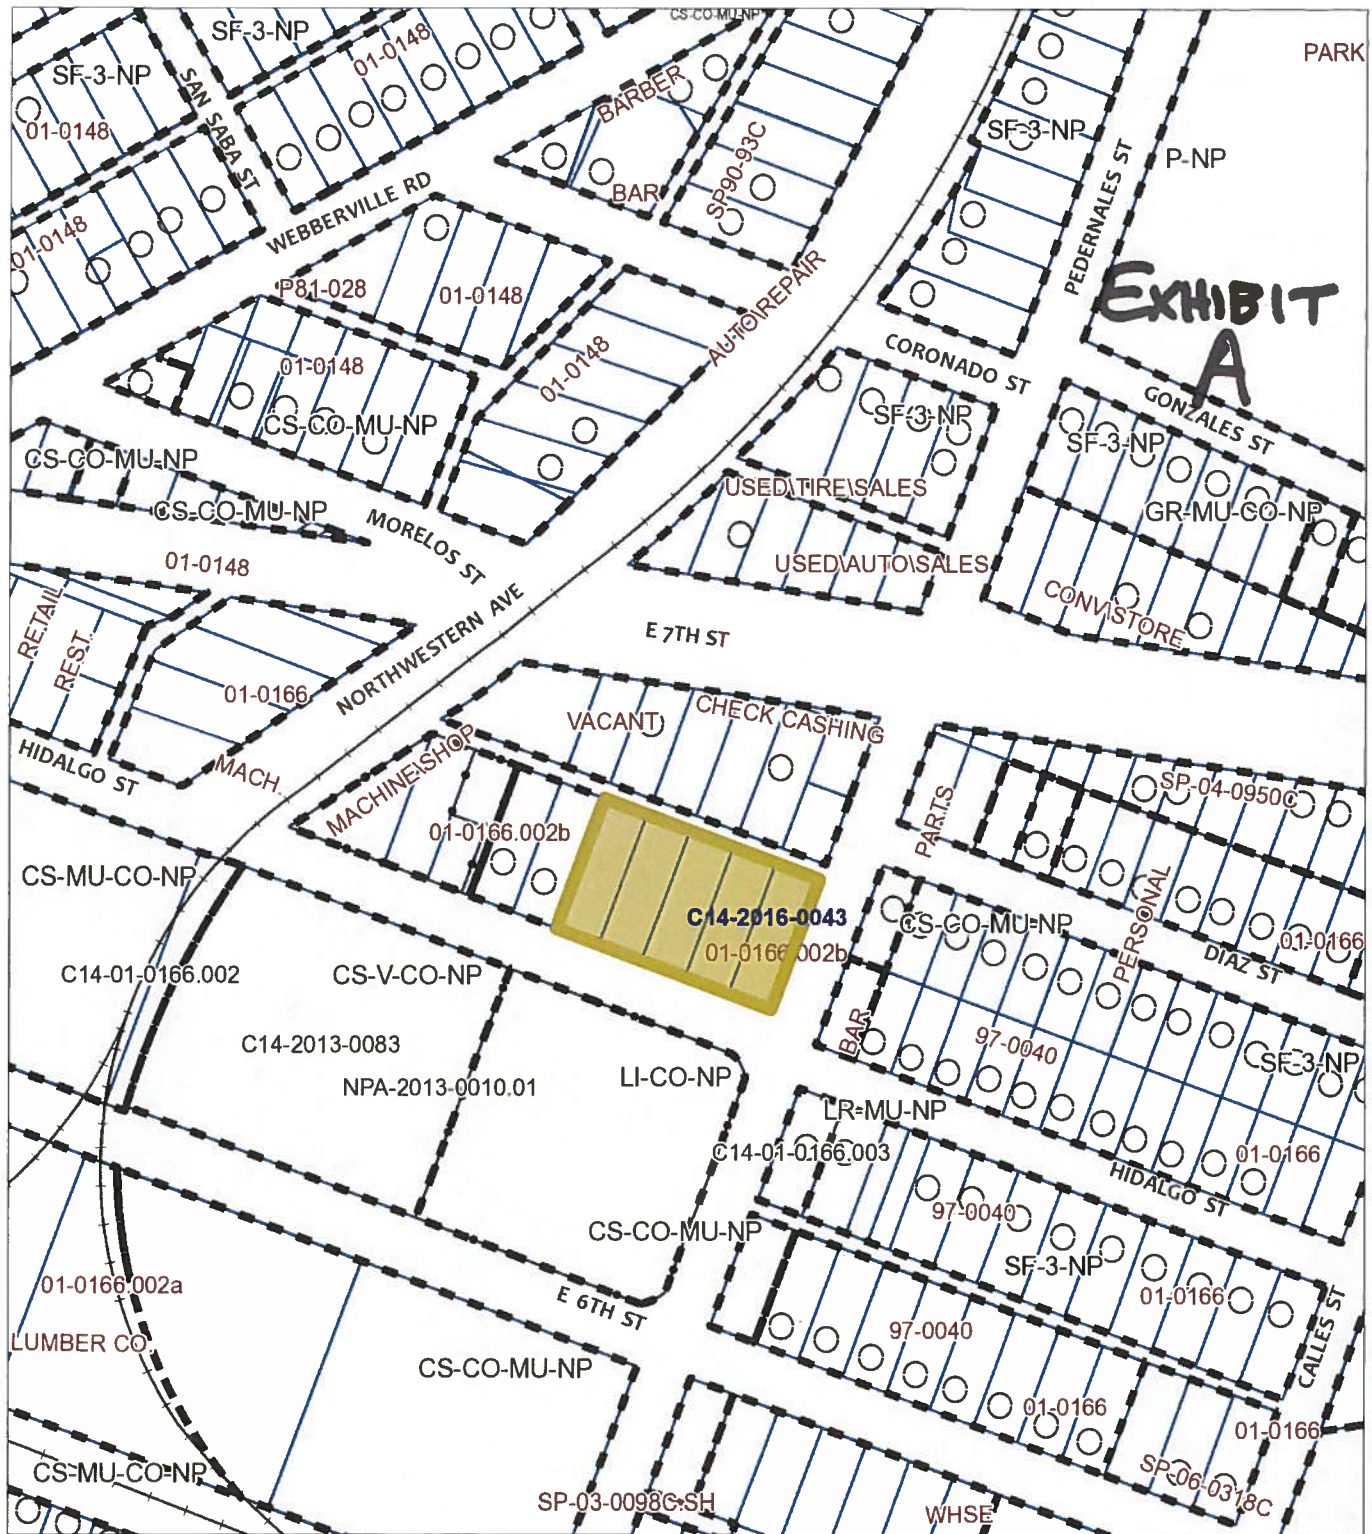 CS-CO-MU-NP
SF-3-NP
01-0148
PARK
SF-3-NP
SAN SABA ST
BARBER
01-0148
SP90-93C
SF-3-NP
P-NP
PEDERNALES ST
WEBBERVILLE RD
BAR
01-0148
P81-028
01-0148
AUTO\REPAIR
EXHIBIT
A
01-0148
01-0148
CORONADO ST
GONZALES ST
CS-CO-MU-NP
SF-3-NP
SF-3-NP
CS-CO-MU-NP
USED\TIRE\SALES
CS-CO-MU-NP
GR-MU-CO-NP
MORELOS ST
01-0148
USED\AUTO\SALES
RETAIL
REST.
CONV\STORE
NORTHWESTERN AVE
E 7TH ST
01-0166
VACANT
CHECK CASHING
HIDALGO ST
MACH.
MACHINE\SHOP
SP-04-0950C
PARTS
01-0166.002b
CS-MU-CO-NP
C14-2016-0043
CS-CO-MU-NP
PERSONAL
01-0166
01-0166.002b
DIAZ ST
C14-01-0166.002
CS-V-CO-NP
BAR
C14-2013-0083
97-0040
SF-3-NP
NPA-2013-0010.01
LI-CO-NP
LR-MU-NP
C14-01-0166.003
01-0166
HIDALGO ST
97-0040
CS-CO-MU-NP
SF-3-NP
01-0166.002a
01-0166
E 6TH ST
CALLES ST
LUMBER CO.
97-0040
CS-CO-MU-NP
01-0166
01-0166
CS-MU-CO-NP
SP-06-0318C
SP-03-0098C.SH
WHSE